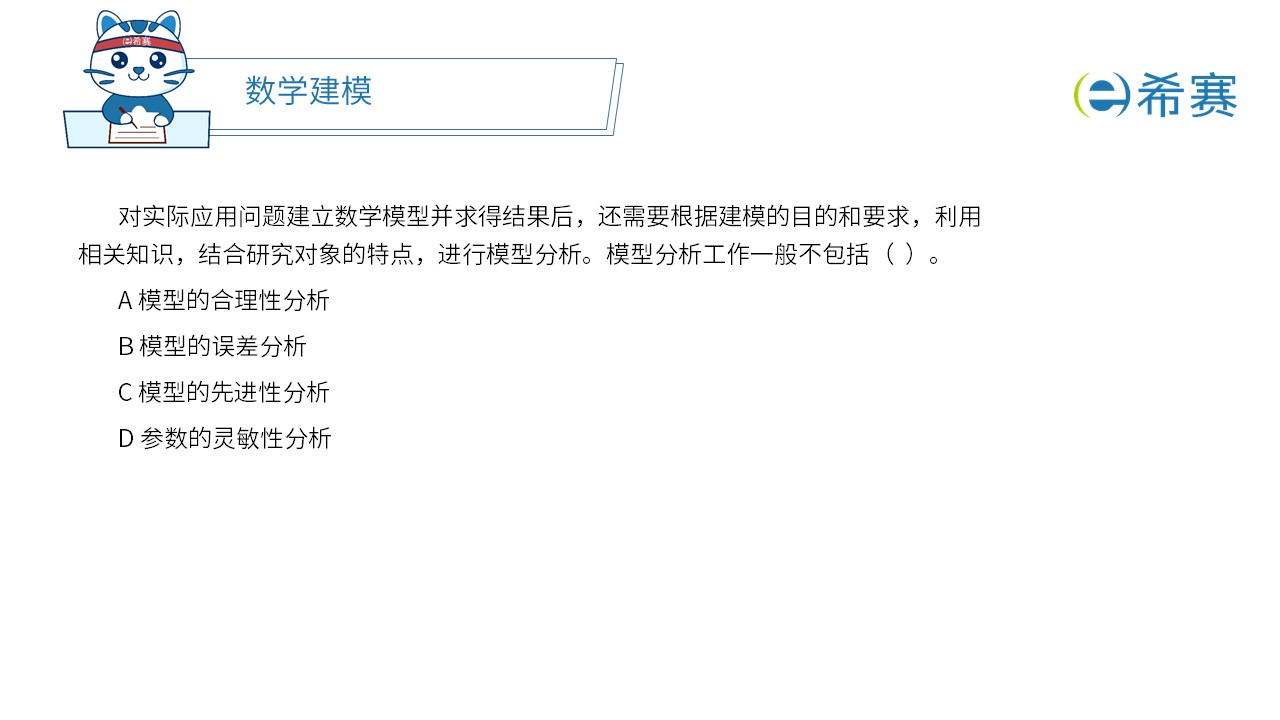 希赛
数学建模
希赛
对实际应用问题建立数学模型并求得结果后，还需要根据建模的目的和要求，利用
相关知识，结合研究对象的特点，进行模型分析。模型分析工作一般不包括（ ）。
A 模型的合理性分析
B 模型的误差分析
C 模型的先进性分析
D 参数的灵敏性分析